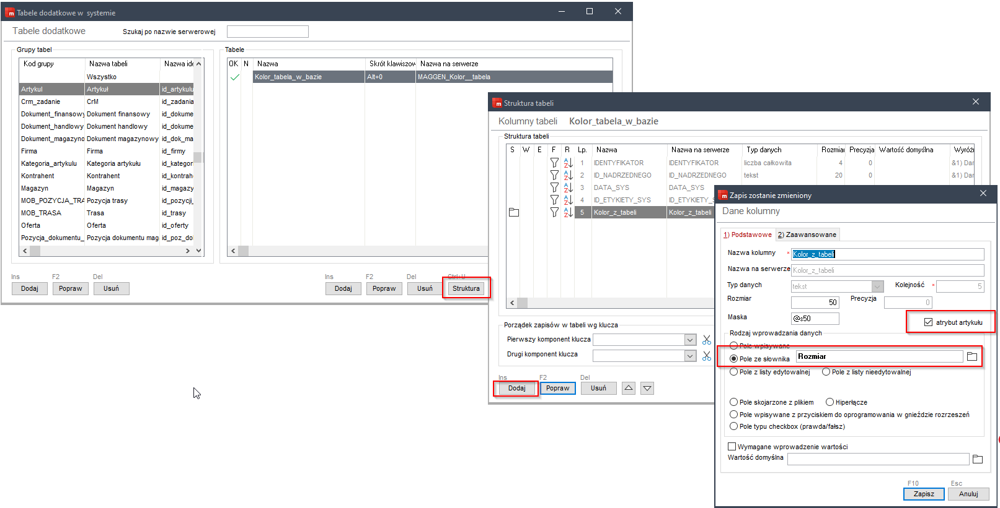 Tabele dodatkowe w  systemie
Tabele dodatkowe
Szukaj po nazwie serwerowej
Grupy tabel
Kod grupy Nazwa tabeli Nazwa ide
Wszystko
Artykul Artykuł id_artykulu
Crm_zadanie CrM id_zadania
Dokument_finansowy Dokument finansowy id_dokume
Dokument_handlowy Dokument handlowy id_dokume
Dokument_magazyno Dokument magazynowy id_dok_ma
Firma Firma id_firmy
Kategoria_artykulu Kategoria artykułu id_kategor
Kontrahent Kontrahent id_kontrah
Magazyn Magazyn id_magazy
MOB_POZYCJA_TRA Pozycja trasy id_pozycji_
MOB_TRASA Trasa id_trasy
Oferta Oferta id_oferty
Pozycja_dokumentu_ Pozycja dokumentu mag id_poz_dol
Ins F2 Del
Dodaj Popraw Usuń
Tabele
OK N Nazwa Skrót klawiszow Nazwa na serwerze
Kolor_tabela_w_bazie Alt+0 MAGGEN_Kolor__tabela
Ins F2 Del Ctrl+U
Dodaj Popraw Usuń Struktura
Struktura tabeli
Kolumny tabeli Kolor_tabela_w_bazie
Struktura tabeli
S W E F R Lp. Nazwa Nazwa na serwerze Typ danych Rozmiar Precyzja Wartość domyślna Wyróżn
1 IDENTYFIKATOR IDENTYFIKATOR liczba całkowita 4 0 &1) Dar
2 ID_NADRZEDNEGO ID_NADRZEDNEGO tekst 20 0 &1) Dar
3 DATA_SYS DATA_SYS
4 ID_ETYKIETY_SYS ID_ETYKIETY_S
5 Kolor_z_tabeli Kolor_z_tabeli
Porządek zapisów w tabeli wg klucza
Pierwszy komponent klucza
Drugi komponent klucza
Ins F2 Del
Dodaj Popraw Usuń
Zapis zostanie zmieniony
Dane kolumny
1) Podstawowe 2) Zaawansowane
Nazwa kolumny Kolor_z_tabeli
Nazwa na serwerze Kolor_z_tabeli
Typ danych tekst Kolejność 5
Rozmiar 50 Precyzja 0
Maska @s50 atrybut artykułu
Rodzaj wprowadzania danych
Pole wpisywane
Pole ze słownika Rozmiar
Pole z listy edytowalnej Pole z listy nieedytowalnej
Pole skojarzone z plikiem Hiperłącze
Pole wpisywane z przyciskiem do oprogramowania w gnieździe rozrzeszeń
Pole typu checkbox (prawda/fałsz)
Wymagane wprowadzenie wartości
Wartość domyślna
F10 Esc
Zapisz Anuluj